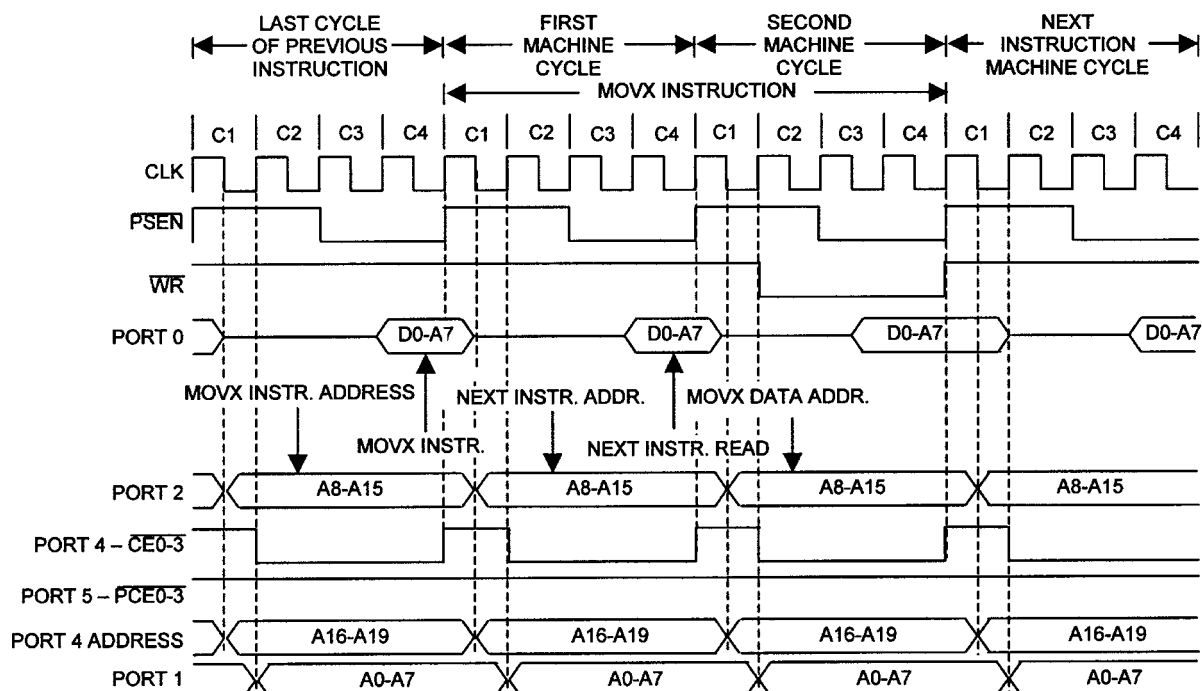 LAST CYCLE
OF PREVIOUS
INSTRUCTION
FIRST
MACHINE
CYCLE
SECOND
MACHINE
CYCLE
NEXT
INSTRUCTION
MACHINE CYCLE
MOVX INSTRUCTION
C1 C2 C3 C4 C1 C2 C3 C4 C1 C2 C3 C4 C1 C2 C3 C4
CLK
PSEN
WR
PORT 0 D0-A7 D0-A7 D0-A7 D0-A7
MOVX INSTR. ADDRESS NEXT INSTR. ADDR. MOVX DATA ADDR.
MOVX INSTR. NEXT INSTR. READ
PORT 2 A8-A15 A8-A15 A8-A15 A8-A15
PORT 4 – CE0-3
PORT 5 – PCE0-3
PORT 4 ADDRESS A16-A19 A16-A19 A16-A19 A16-A19
PORT 1 A0-A7 A0-A7 A0-A7 A0-A7